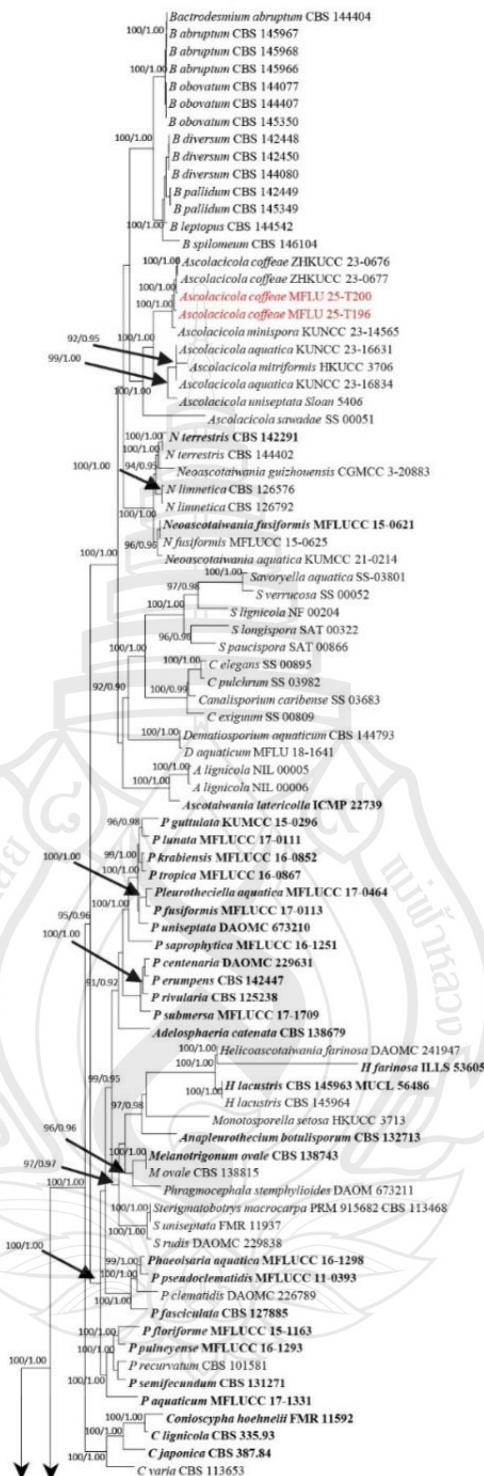 Bactrodesmium abruptum CBS 144404
B abruptum CBS 145967
B abruptum CBS 145968
B abruptum CBS 145966
B obovatum CBS 144077
B obovatum CBS 144407
B obovatum CBS 145350
100/1.00
B diversum CBS 142448
100/1.00
B diversum CBS 142450
B diversum CBS 144080
B pallidum CBS 142449
100/1.00
B pallidum CBS 145349
B leptopus CBS 144542
100/1.00
B spilomeum CBS 146104
100/1.00
Ascolacicola coffeae ZHKUCC 23-0676
Ascolacicola coffeae ZHKUCC 23-0677
100/1.00
Ascolacicola coffeae MFLU 25-T200
Ascolacicola coffeae MFLU 25-T196
100/1.00
Ascolacicola minispora KUNCC 23-14565
92/0.95
Ascolacicola aquatica KUNCC 23-16631
99/1.00
Ascolacicola mitriformis HKUCC 3706
Ascolacicola aquatica KUNCC 23-16834
Ascolacicola uniseptata Sloan 5406
Ascolacicola sawadae SS 00051
100/1.00
N terrestris CBS 142291
N terrestris CBS 144402
94/0.95
100/1.00
Neoascotaiwania guizhouensis CGMCC 3-20883
N limnetica CBS 126576
N limnetica CBS 126792
100/1.00
Neoascotaiwania fusiformis MFLUCC 15-0621
N fusiformis MFLUCC 15-0625
96/0.96
Neoascotaiwania aquatica KUMCC 21-0214
100/1.00
100/1.00
Savoryella aquatica SS-03801
97/0.98
S verrucosa SS 00052
S lignicola NF 00204
100/1.00
S longispora SAT 00322
96/0.96
S paucispora SAT 00866
100/1.00
C elegans SS 00895
C pulchrum SS 03982
100/0.99
Canalisporium caribense SS 03683
92/0.90
C exiguum SS 00809
100/1.00
Dematiosporium aquaticum CBS 144793
D aquaticum MFLU 18-1641
100/1.00
A lignicola NIL 00005
100/1.00
A lignicola NIL 00006
Ascotaiwania latericolla ICMP 22739
96/0.98
P guttulata KUMCC 15-0296
P lunata MFLUCC 17-0111
99/1.00
P krabiensis MFLUCC 16-0852
100/1.00
P tropica MFLUCC 16-0867
100/1.00
Pleurotheciella aquatica MFLUCC 17-0464
P fusiformis MFLUCC 17-0113
100/1.00
P uniseptata DAOMC 673210
95/0.96
P saprophytica MFLUCC 16-1251
100/1.00
P centenaria DAOMC 229631
P erumpens CBS 142447
91/0.92
P rivularia CBS 125238
P submersa MFLUCC 17-1709
Adelosphaeria catenata CBS 138679
100/1.00
Helicoascotaiwania farinosa DAOMC 241947
H farinosa ILLS 53605
99/0.95
100/1.00
H lacustris CBS 145963 MUCL 56486
H lacustris CBS 145964
97/0.98
Monotosporella setosa HKUCC 3713
96/0.96
Anapleurothecium botulisporum CBS 132713
100/1.00
Melanotrigonum ovale CBS 138743
97/0.97
M ovale CBS 138815
Phragmocephala stemphylioides DAOM 673211
100/1.00
Sterigmatobotrys macrocarpa PRM 915682 CBS 113468
S uniseptata FMR 11937
100/1.00
S rudis DAOMC 229838
99/1.00
Phaeoisaria aquatica MFLUCC 16-1298
100/1.00
100/1.00
P pseudoclematidis MFLUCC 11-0393
P clematidis DAOMC 226789
P fasciculata CBS 127885
100/1.00
P floriforme MFLUCC 15-1163
100/1.00
P pulneyense MFLUCC 16-1293
P recurvatum CBS 101581
100/1.00
P semifecundum CBS 131271
P aquaticum MFLUCC 17-1331
100/1.00
Conioscypha hoehnelii FMR 11592
100/1.00
C lignicola CBS 335.93
100/1.00
C japonica CBS 387.84
C varia CBS 113653
100/1.00